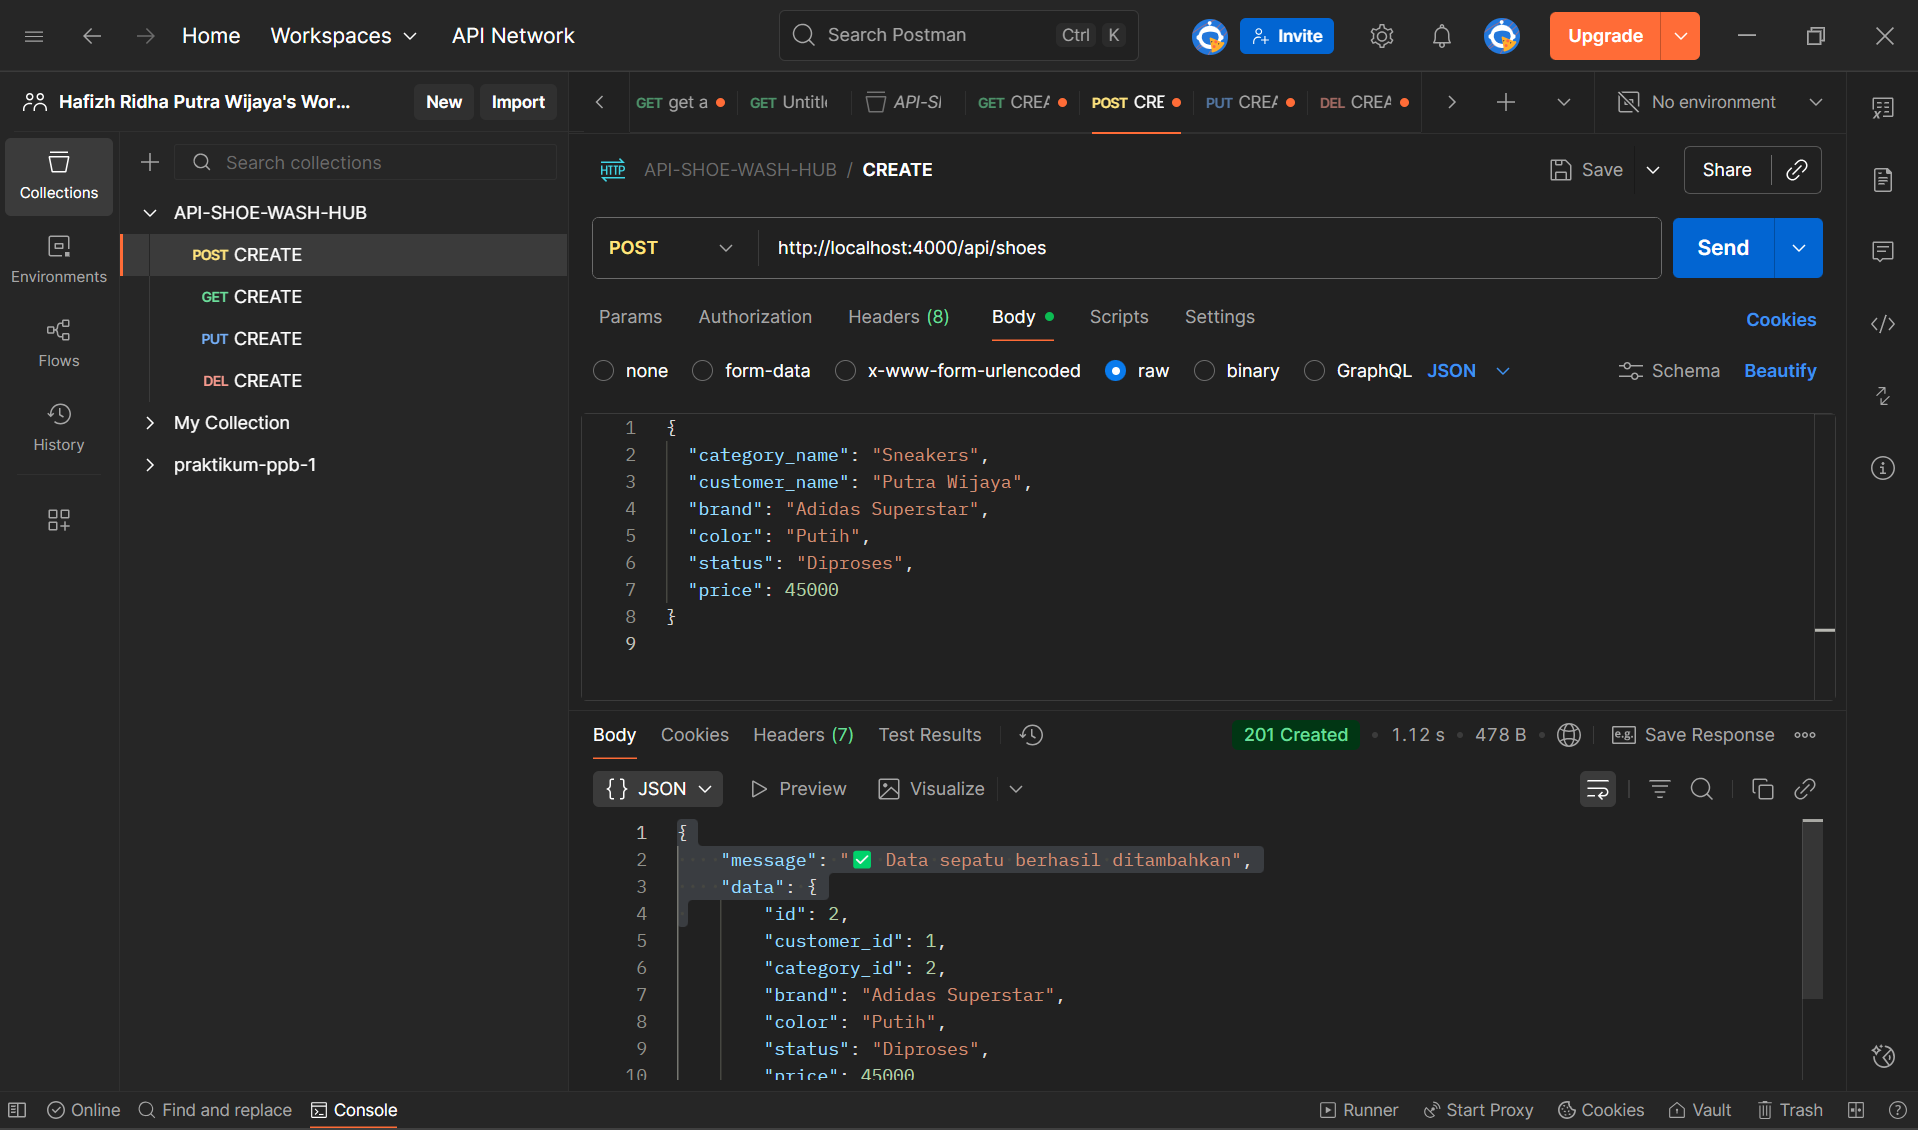 Home Workspaces API Network Search Postman Ctrl K Invite Upgrade
Hafizh Ridha Putra Wijaya's Wor... New Import
GET get a GET Untitle API-SH GET CREA POST CRE PUT CREA DEL CREA No environment
Search collections
Collections
Environments
Flows
History
API-SHOE-WASH-HUB
POST CREATE
GET CREATE
PUT CREATE
DEL CREATE
My Collection
praktikum-ppb-1
HTTP API-SHOE-WASH-HUB / CREATE Save Share
POST http://localhost:4000/api/shoes Send
Params Authorization Headers (8) Body Scripts Settings Cookies
none form-data x-www-form-urlencoded raw binary GraphQL JSON Schema Beautify
1 {
2 "category_name": "Sneakers",
3 "customer_name": "Putra Wijaya",
4 "brand": "Adidas Superstar",
5 "color": "Putih",
6 "status": "Diproses",
7 "price": 45000
8 }
9
Body Cookies Headers (7) Test Results 201 Created • 1.12 s • 478 B • e.g. Save Response
{} JSON Preview Visualize
1 {
2 "message": "✅ Data sepatu berhasil ditambahkan",
3 "data": {
4 "id": 2,
5 "customer_id": 1,
6 "category_id": 2,
7 "brand": "Adidas Superstar",
8 "color": "Putih",
9 "status": "Diproses",
10 "price": 45000
Online Find and replace Console Runner Start Proxy Cookies Vault Trash